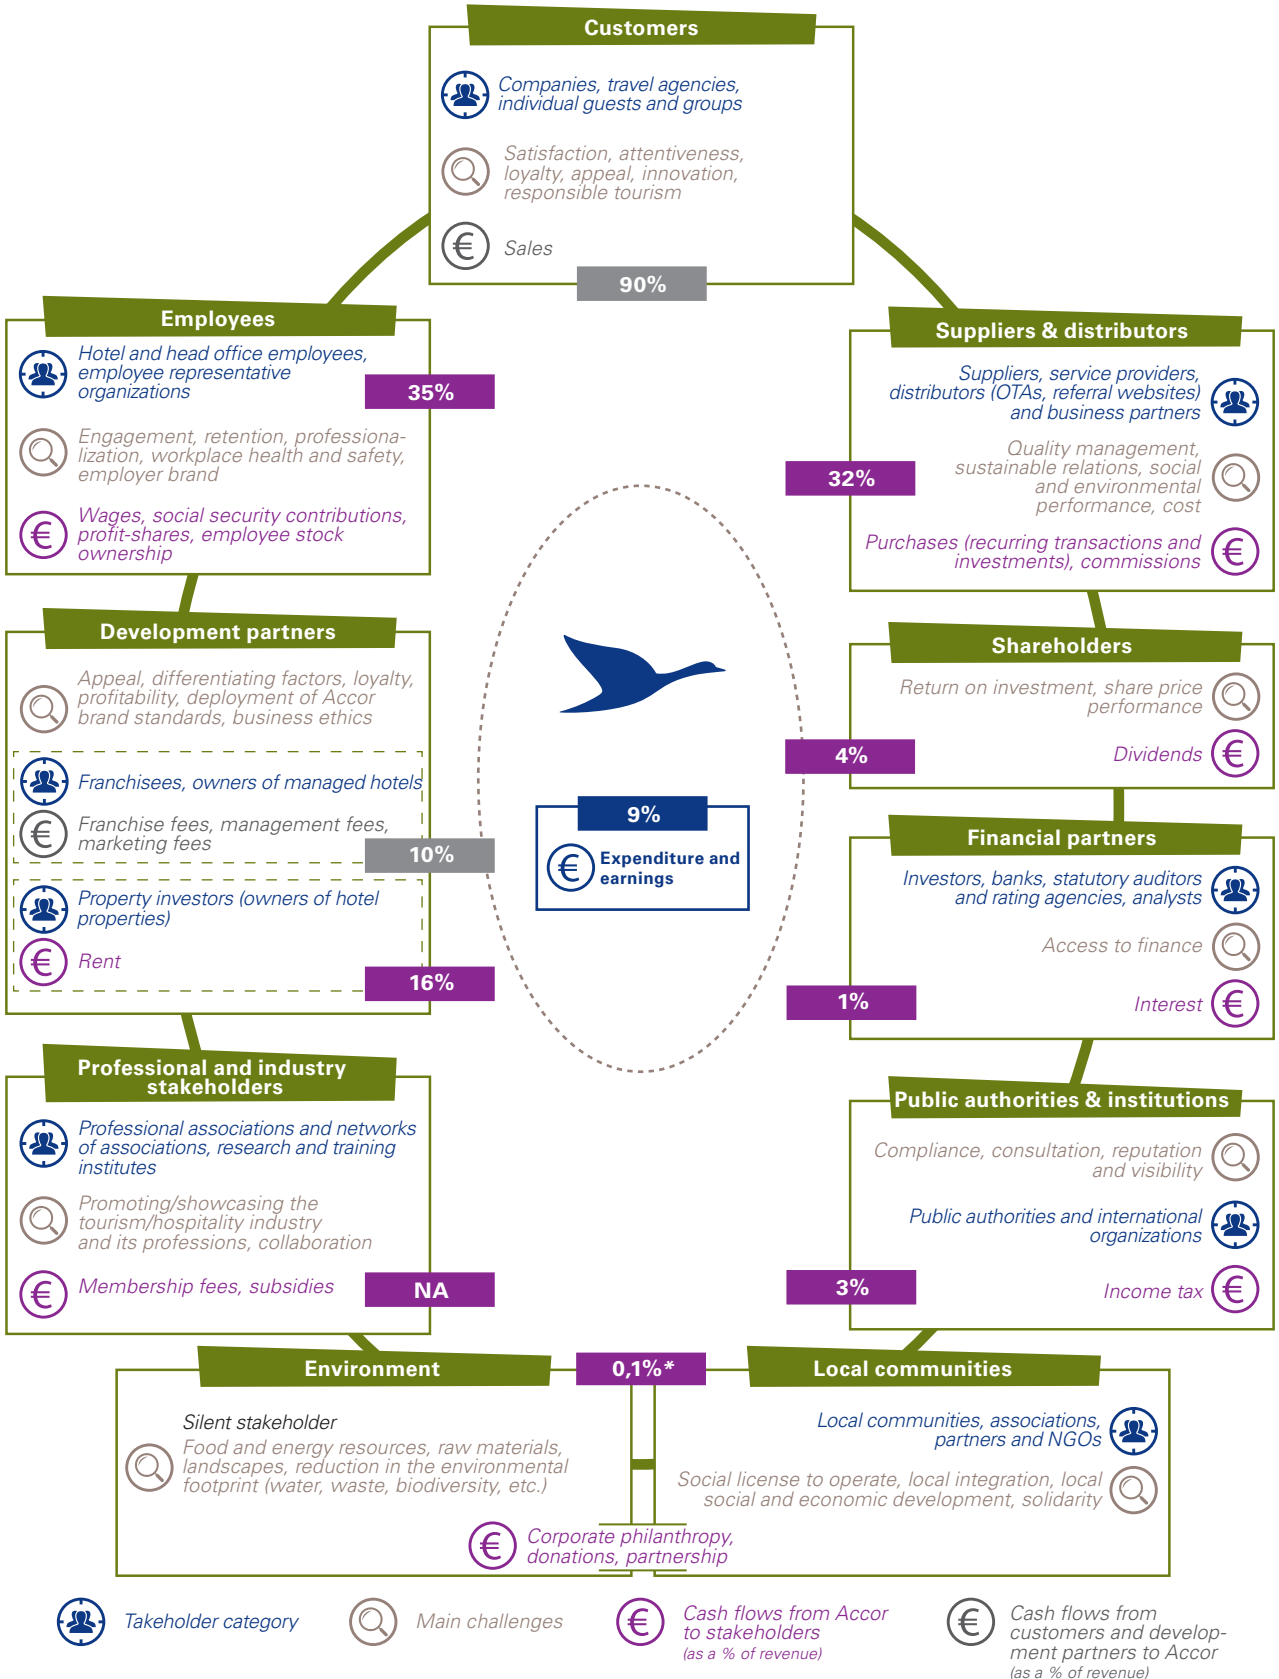 Customers
Companies, travel agencies,
individual guests and groups
Satisfaction, attentiveness,
loyalty, appeal, innovation,
responsible tourism
€
Sales
90%
Employees
Hotel and head office employees,
employee representative
organizations
35%
Engagement, retention, professiona-
lization, workplace health and safety,
employer brand
€
Wages, social security contributions,
profit-shares, employee stock
ownership
Suppliers & distributors
Suppliers, service providers,
distributors (OTAs, referral websites)
and business partners
Quality management,
sustainable relations, social
and environmental
performance, cost
32%
Purchases (recurring transactions and
investments), commissions
€
Development partners
Appeal, differentiating factors, loyalty,
profitability, deployment of Accor
brand standards, business ethics
Franchisees, owners of managed hotels
€
Franchise fees, management fees,
marketing fees
10%
Property investors (owners of hotel
properties)
€
Rent
16%
9%
€
Expenditure and
earnings
Shareholders
Return on investment, share price
performance
4%
Dividends
€
Financial partners
Investors, banks, statutory auditors
and rating agencies, analysts
Access to finance
1%
Interest
€
Professional and industry
stakeholders
Professional associations and networks
of associations, research and training
institutes
Promoting/showcasing the
tourism/hospitality industry
and its professions, collaboration
€
Membership fees, subsidies
NA
Public authorities & institutions
Compliance, consultation, reputation
and visibility
Public authorities and international
organizations
3%
Income tax
€
Environment
0,1%*
Local communities
Silent stakeholder
Food and energy resources, raw materials,
landscapes, reduction in the environmental
footprint (water, waste, biodiversity, etc.)
Local communities, associations,
partners and NGOs
Social license to operate, local integration, local
social and economic development, solidarity
€
Corporate philanthropy,
donations, partnership
Takeholder category
Main challenges
€
Cash flows from Accor
to stakeholders
(as a % of revenue)
€
Cash flows from
customers and develop-
ment partners to Accor
(as a % of revenue)